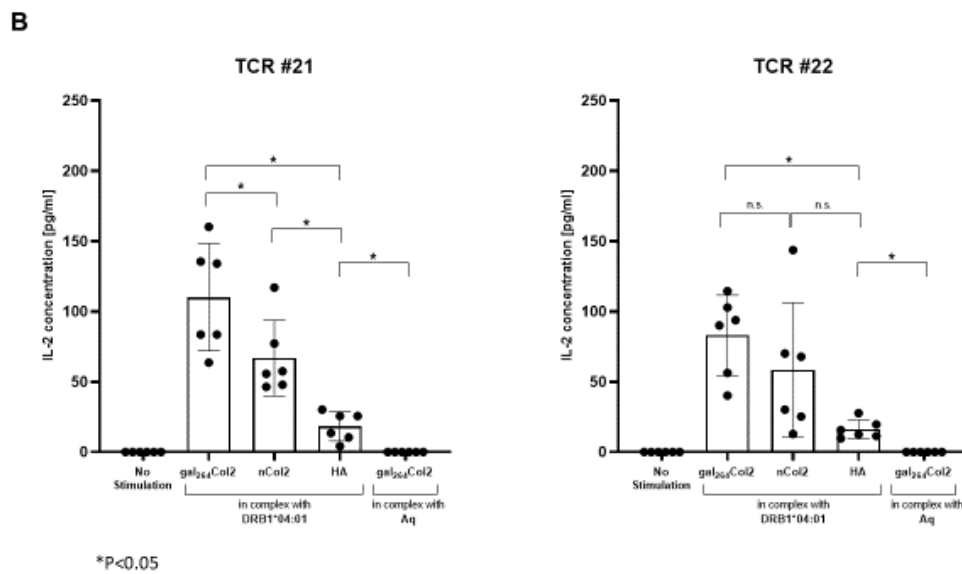 B
TCR #21
TCR #22
IL-2 concentration [pg/ml]
250
200
150
100
50
0
*
*
*
*
No Stimulation
gal₂₆₄Col2
nCol2
HA
gal₂₆₄Col2
in complex with
DRB1*04:01
in complex with
Aq
IL-2 concentration [pg/ml]
250
200
150
100
50
0
*
n.s.
n.s.
*
No Stimulation
gal₂₆₄Col2
nCol2
HA
gal₂₆₄Col2
in complex with
DRB1*04:01
in complex with
Aq
*P<0.05